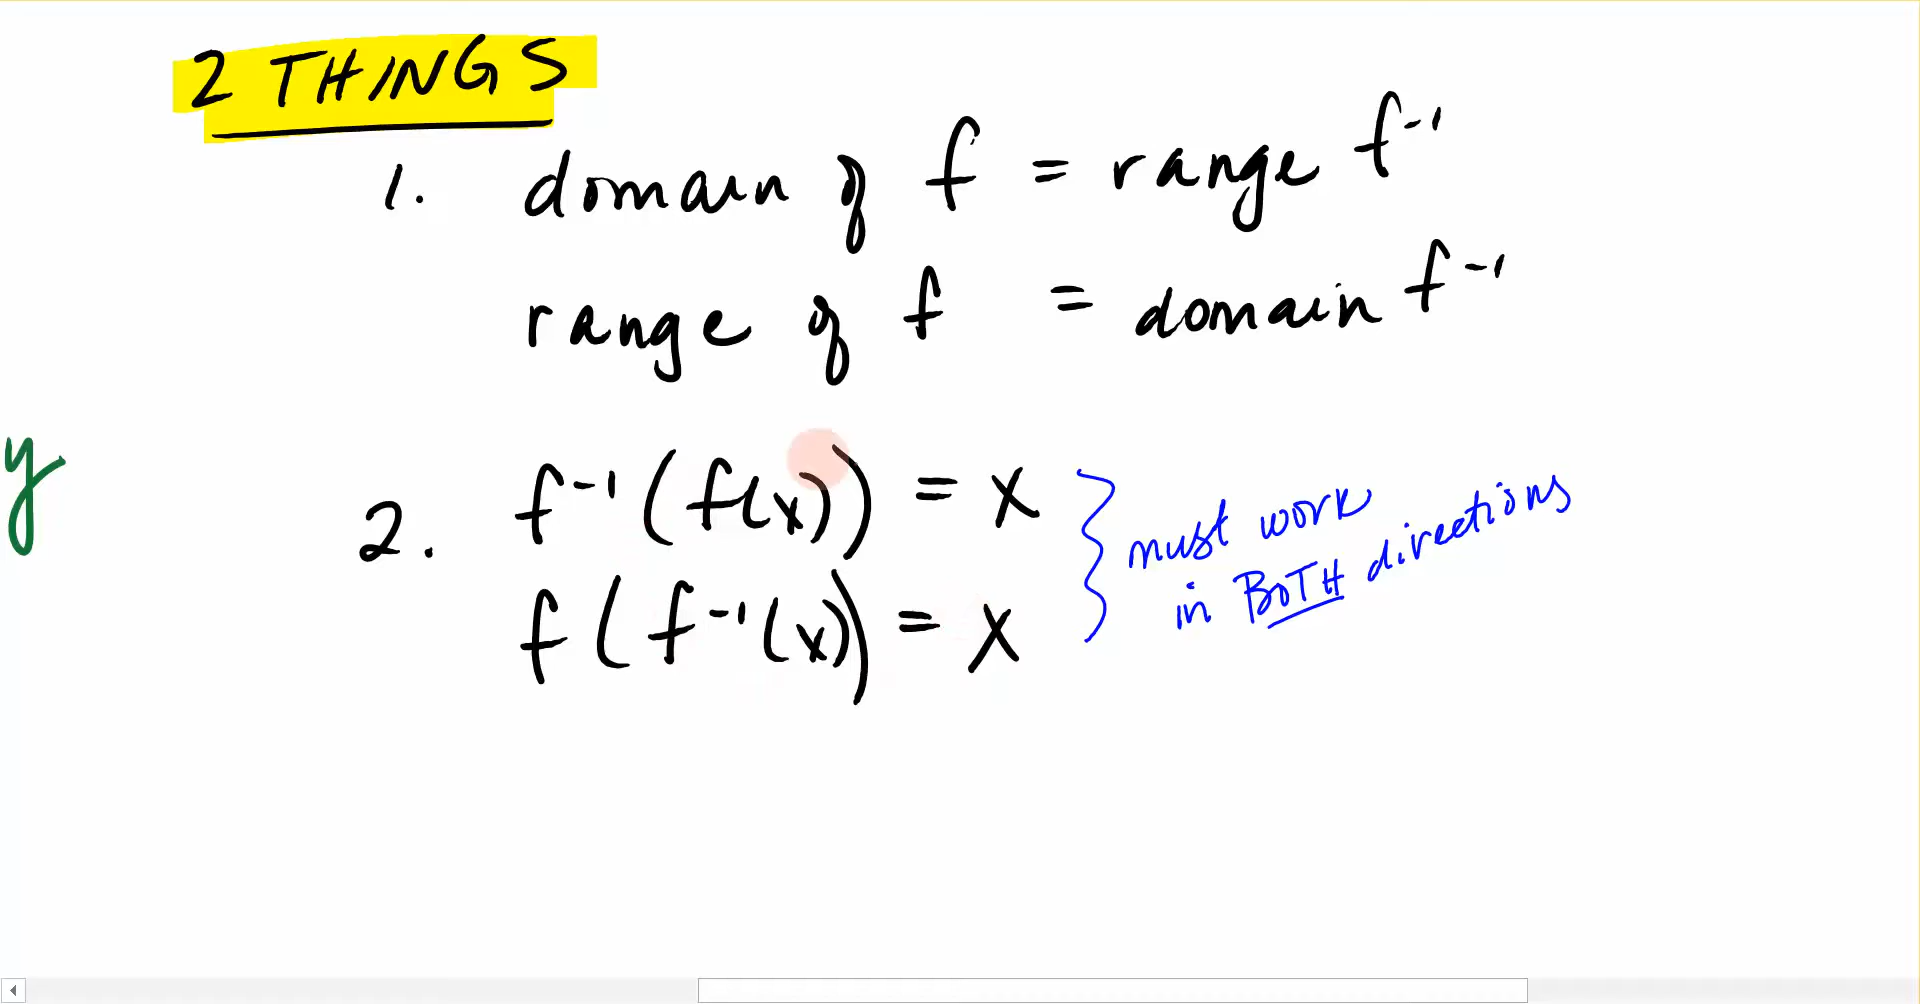 2 THINGS
1. domain of f = range f⁻¹
range of f = domain f⁻¹
y
2. f⁻¹(f(x)) = x
f(f⁻¹(x)) = x
must work
in BOTH directions